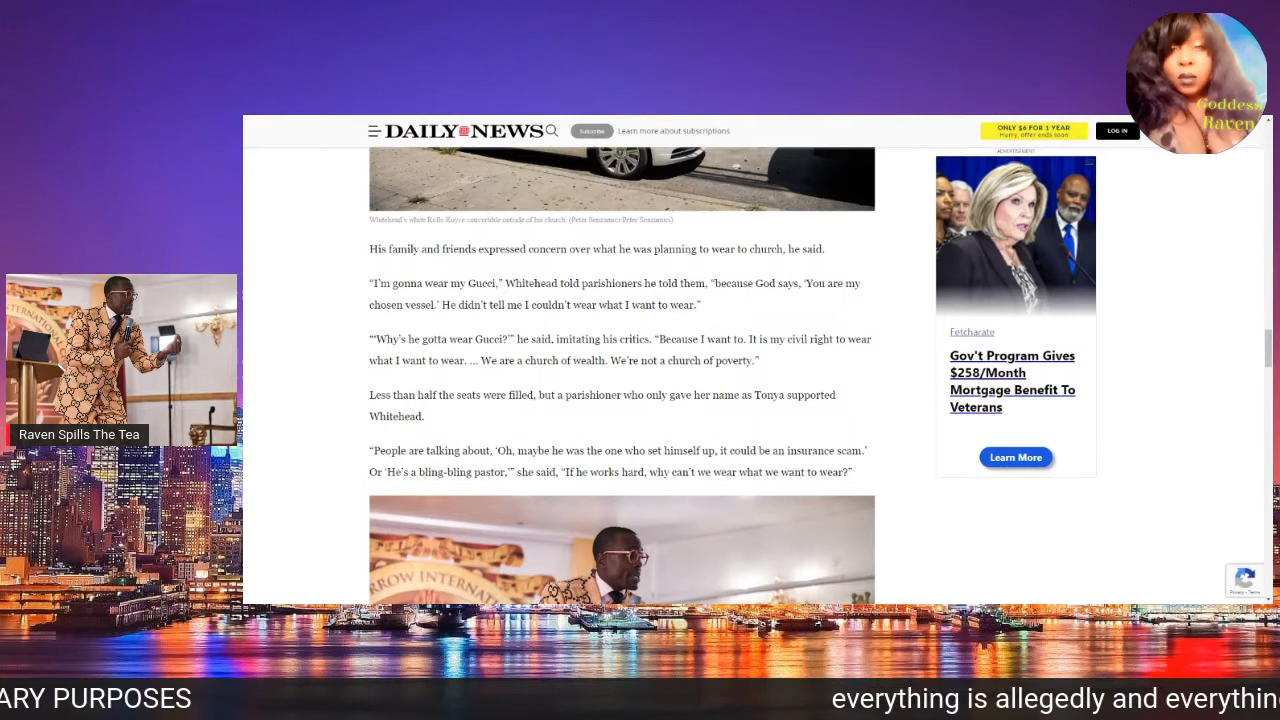 DAILY NEWS
Subscribe
Learn more about subscriptions
ONLY $6 FOR 1 YEAR
Hurry, offer ends soon
LOG IN
Goddess
Raven
ADVERTISEMENT
Whitehead's white Rolls-Royce convertible outside of his church. (Peter Senzamici/Peter Senzamici)
His family and friends expressed concern over what he was planning to wear to church, he said.
“I’m gonna wear my Gucci,” Whitehead told parishioners he told them, “because God says, ‘You are my
chosen vessel.’ He didn’t tell me I couldn’t wear what I want to wear.”
“‘Why’s he gotta wear Gucci?’” he said, imitating his critics. “Because I want to. It is my civil right to wear
what I want to wear. … We are a church of wealth. We’re not a church of poverty.”
Less than half the seats were filled, but a parishioner who only gave her name as Tonya supported
Whitehead.
“People are talking about, ‘Oh, maybe he was the one who set himself up, it could be an insurance scam.’
Or ‘He’s a bling-bling pastor,’” she said, “If he works hard, why can’t we wear what we want to wear?”
Fetcharate
Gov't Program Gives
$258/Month
Mortgage Benefit To
Veterans
Learn More
Raven Spills The Tea
RROW INTERN
Privacy - Terms
ARY PURPOSES
everything is allegedly and everythin